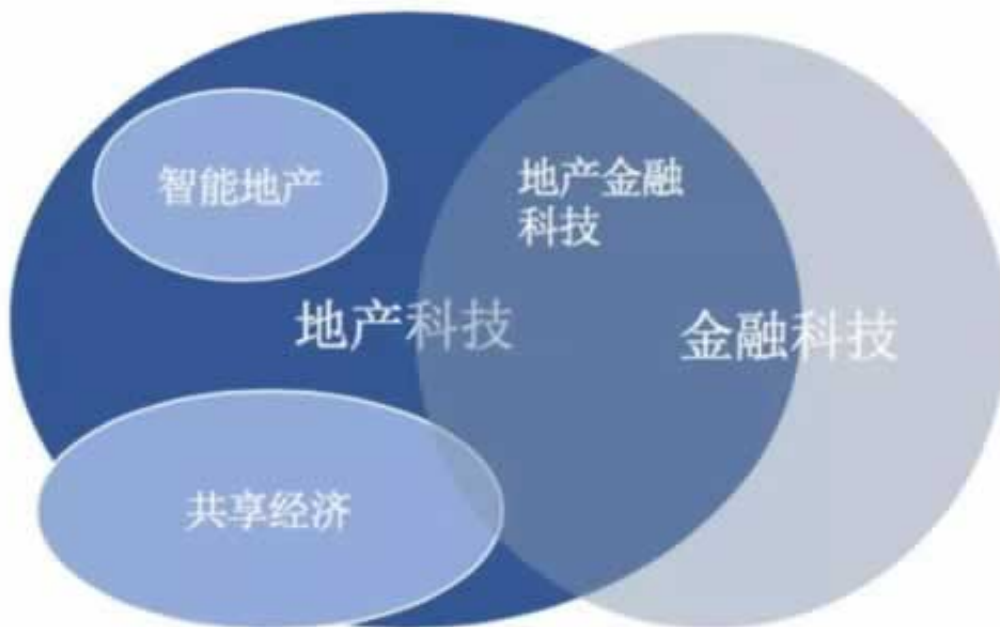 智能地产
地产金融
科技
地产科技
金融科技
共享经济